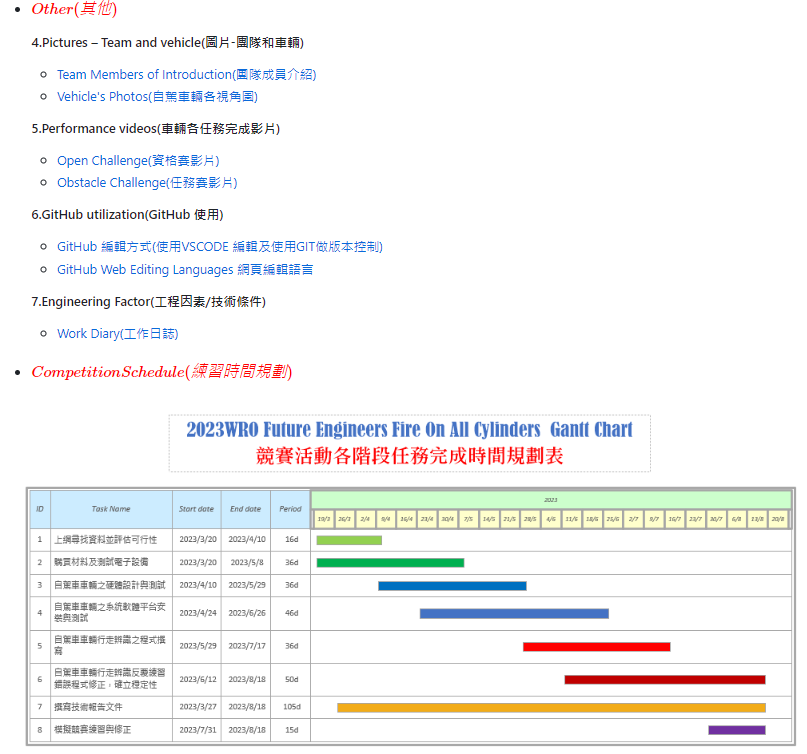 Other(其他)
4.Pictures – Team and vehicle(圖片-團隊和車輛)
Team Members of Introduction(團隊成員介紹)
Vehicle's Photos(自駕車輛各視角圖)
5.Performance videos(車輛各任務完成影片)
Open Challenge(資格賽影片)
Obstacle Challenge(任務賽影片)
6.GitHub utilization(GitHub 使用)
GitHub 編輯方式(使用VSCODE 編輯及使用GIT做版本控制)
GitHub Web Editing Languages 網頁編輯語言
7.Engineering Factor(工程因素/技術條件)
Work Diary(工作日誌)
CompetitionSchedule(練習時間規劃)
2023WRO Future Engineers Fire On All Cylinders Gantt Chart
競賽活動各階段任務完成時間規劃表
ID Task Name Start date End date Period 2023
19/3 26/3 2/4 9/4 16/4 23/4 30/4 7/5 14/5 21/5 28/5 4/6 11/6 18/6 25/6 2/7 9/7 16/7 23/7 30/7 6/8 13/8 20/8
1 上網尋找資料並評估可行性 2023/3/20 2023/4/10 16d
2 購買材料及測試電子設備 2023/3/20 2023/5/8 36d
3 自駕車車輛之硬體設計與測試 2023/4/10 2023/5/29 36d
4 自駕車車輛之系統軟體平台安 2023/4/24 2023/6/26 46d
裝與測試
5 自駕車車輛行走辨識之程式撰 2023/5/29 2023/7/17 36d
寫
6 自駕車車輛行走辨識反覆練習 2023/6/12 2023/8/18 50d
錯誤程式修正，確立穩定性
7 撰寫技術報告文件 2023/3/27 2023/8/18 105d
8 模擬競賽練習與修正 2023/7/31 2023/8/18 15d